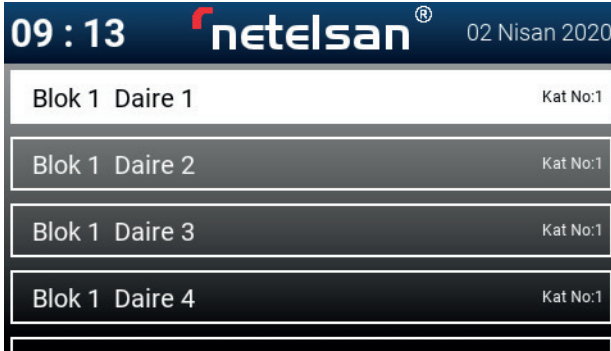 09 : 13 netelsan® 02 Nisan 2020
Blok 1 Daire 1 Kat No:1
Blok 1 Daire 2 Kat No:1
Blok 1 Daire 3 Kat No:1
Blok 1 Daire 4 Kat No:1